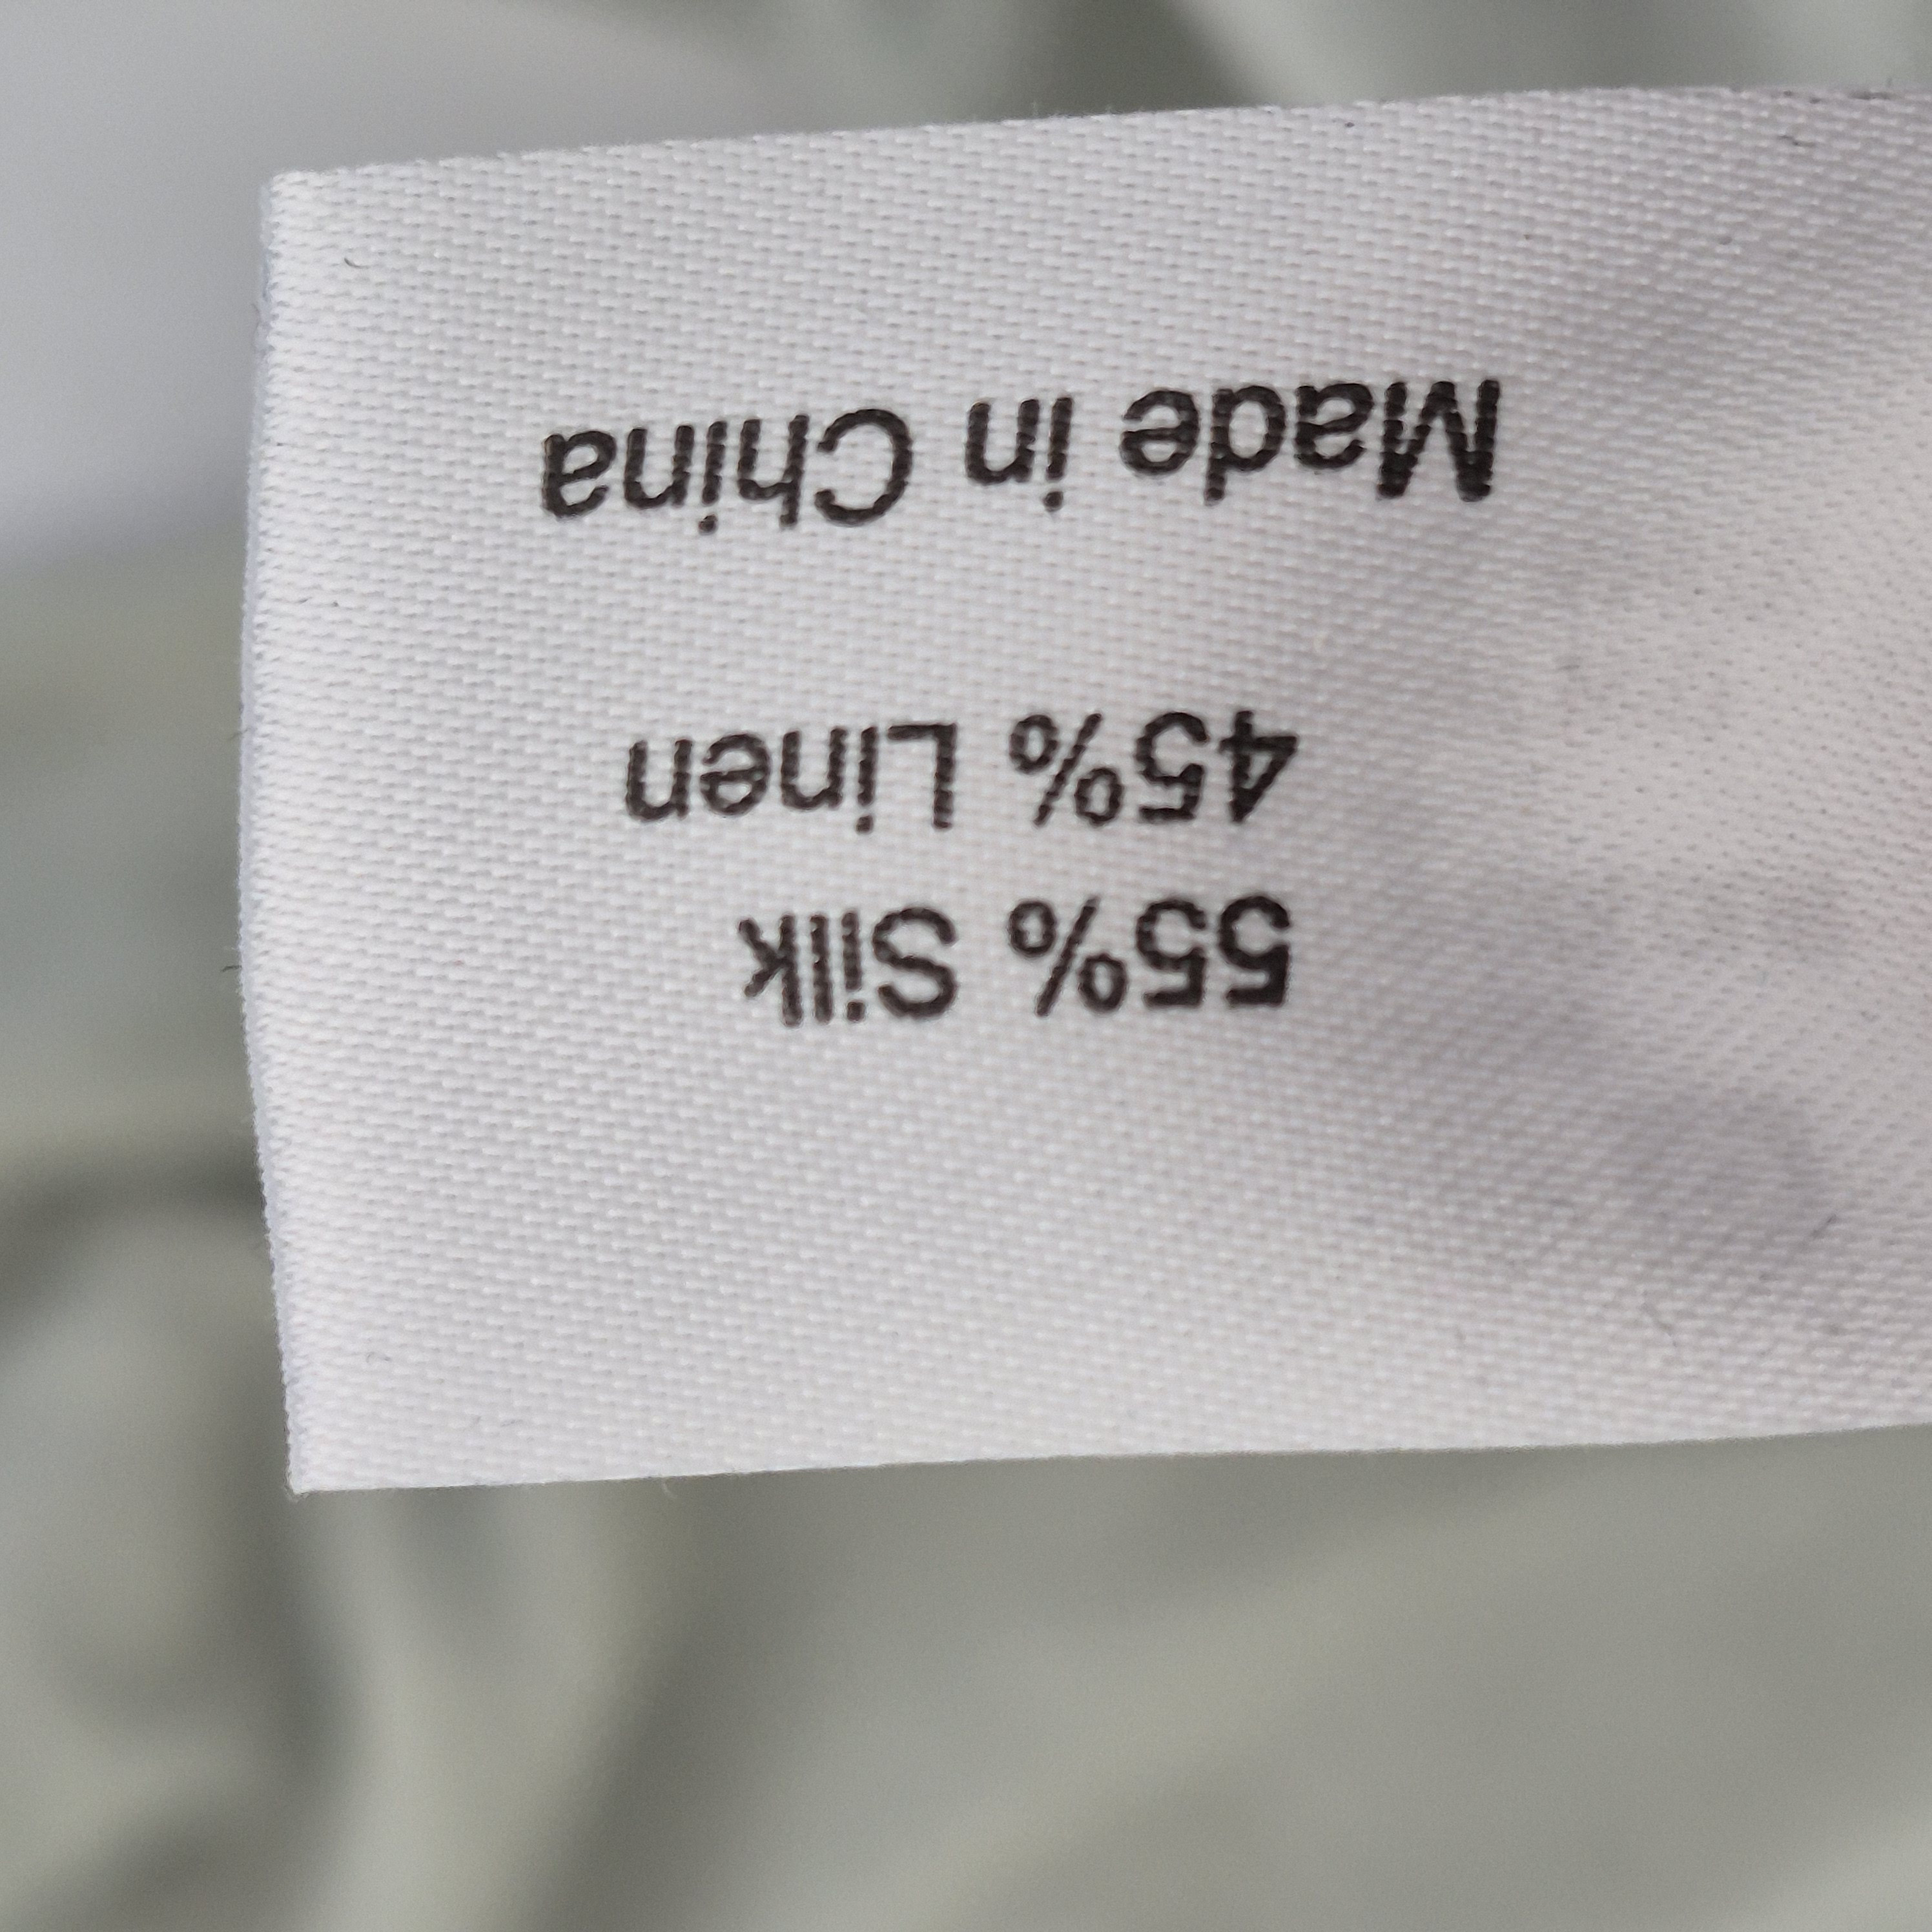 55% Silk
45% Linen
Made in China